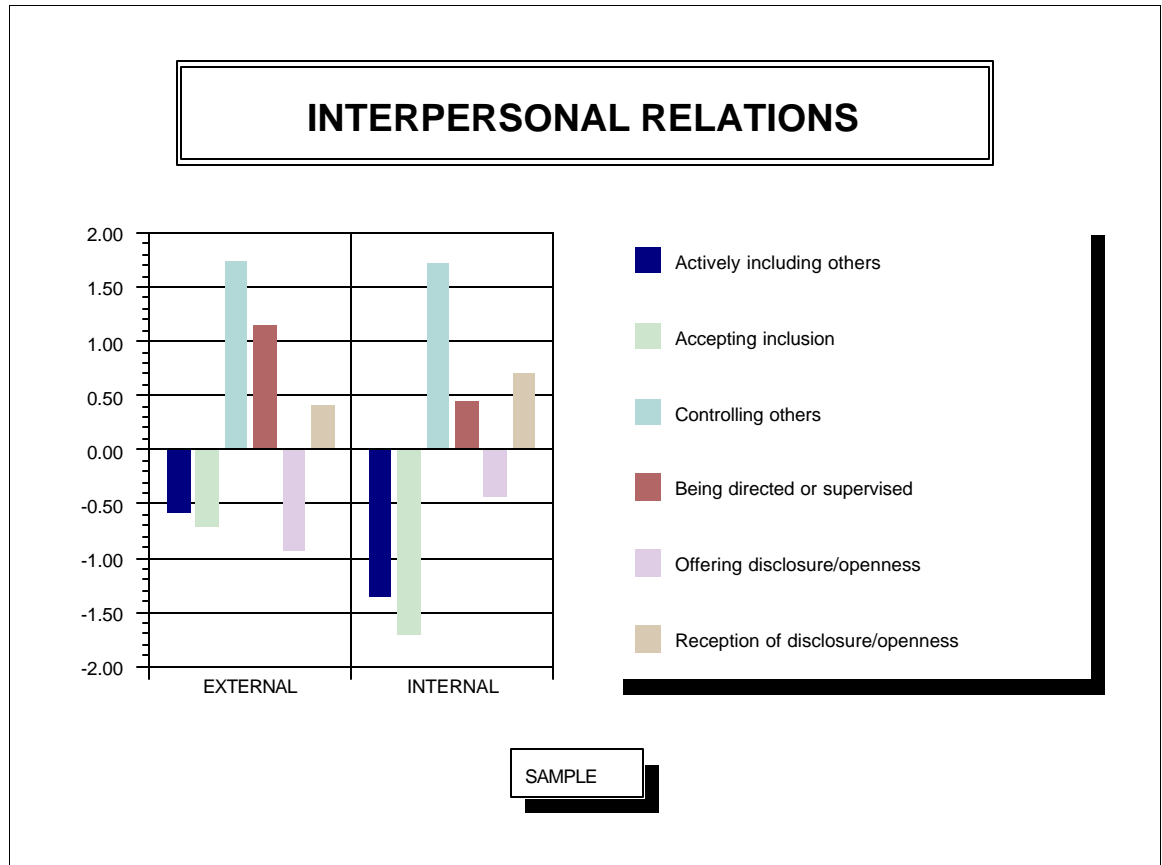 INTERPERSONAL RELATIONS
2.00
1.50
1.00
0.50
0.00
-0.50
-1.00
-1.50
-2.00
EXTERNAL INTERNAL
Actively including others
Accepting inclusion
Controlling others
Being directed or supervised
Offering disclosure/openness
Reception of disclosure/openness
SAMPLE